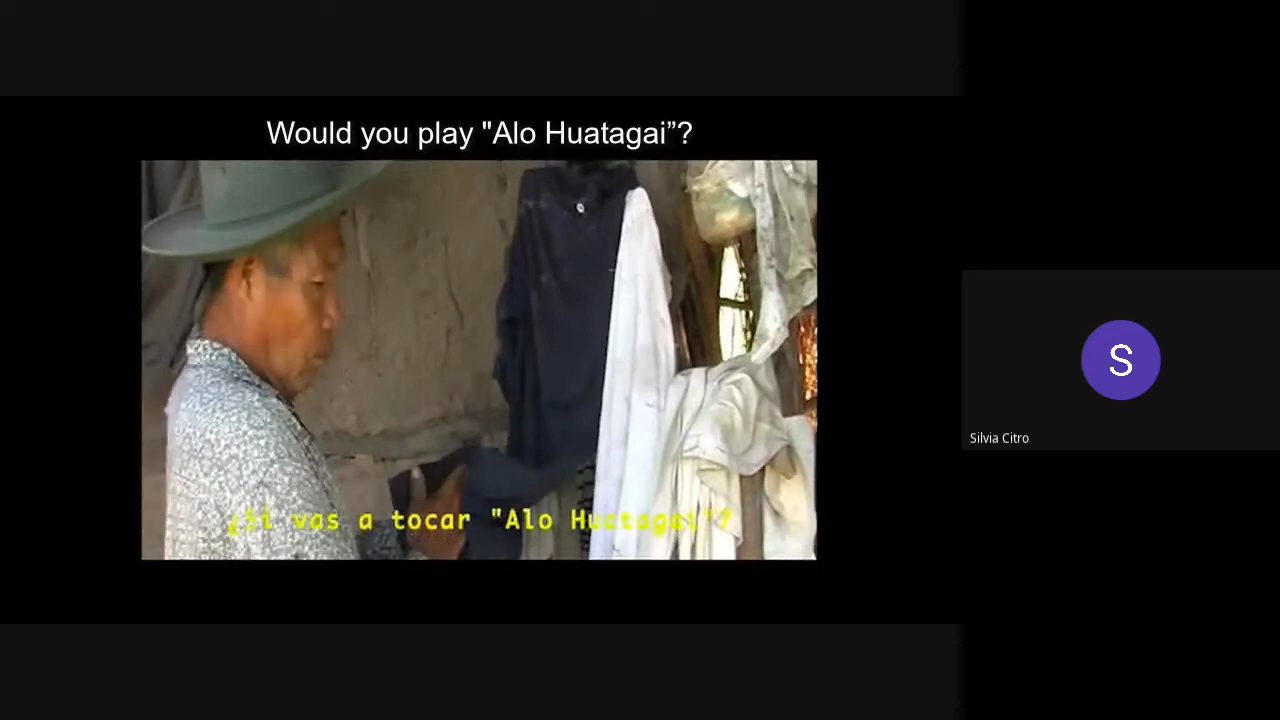 Would you play "Alo Huatagai”?
¿Si vas a tocar "Alo Huatagai"?
S
Silvia Citro